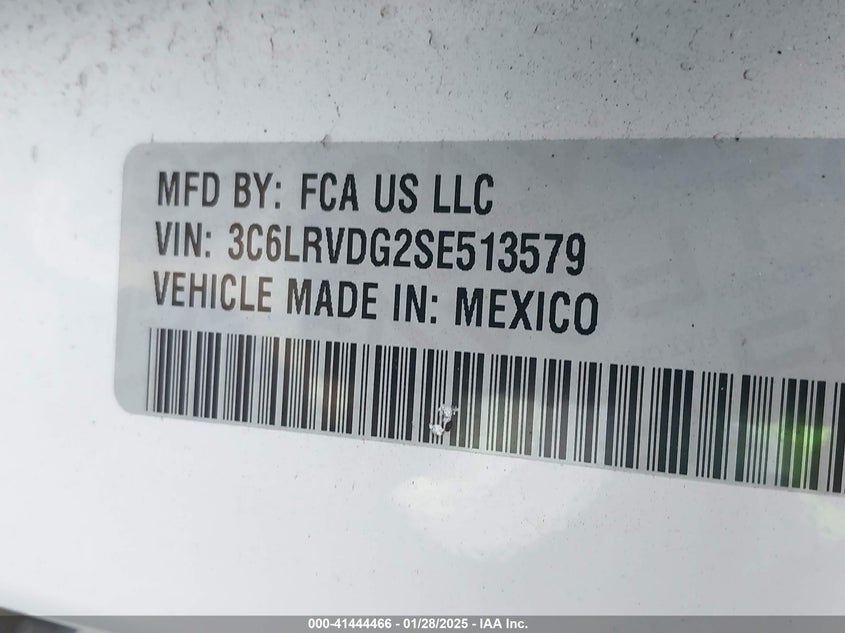 MFD BY: FCA US LLC
VIN: 3C6LRVDG2SE513579
VEHICLE MADE IN: MEXICO
000-41444466 - 01/28/2025 - IAA Inc.